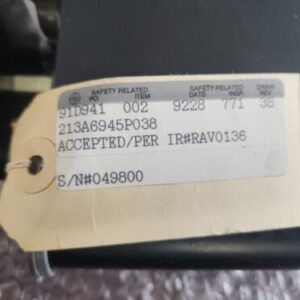 SAFETY RELATED SAFETY RELATED DRAW
PO ITEM DATE INSP REV
91D941 002 9228 771 38
213A6945P038
ACCEPTED/PER IR#RAV0136
S/N#049800